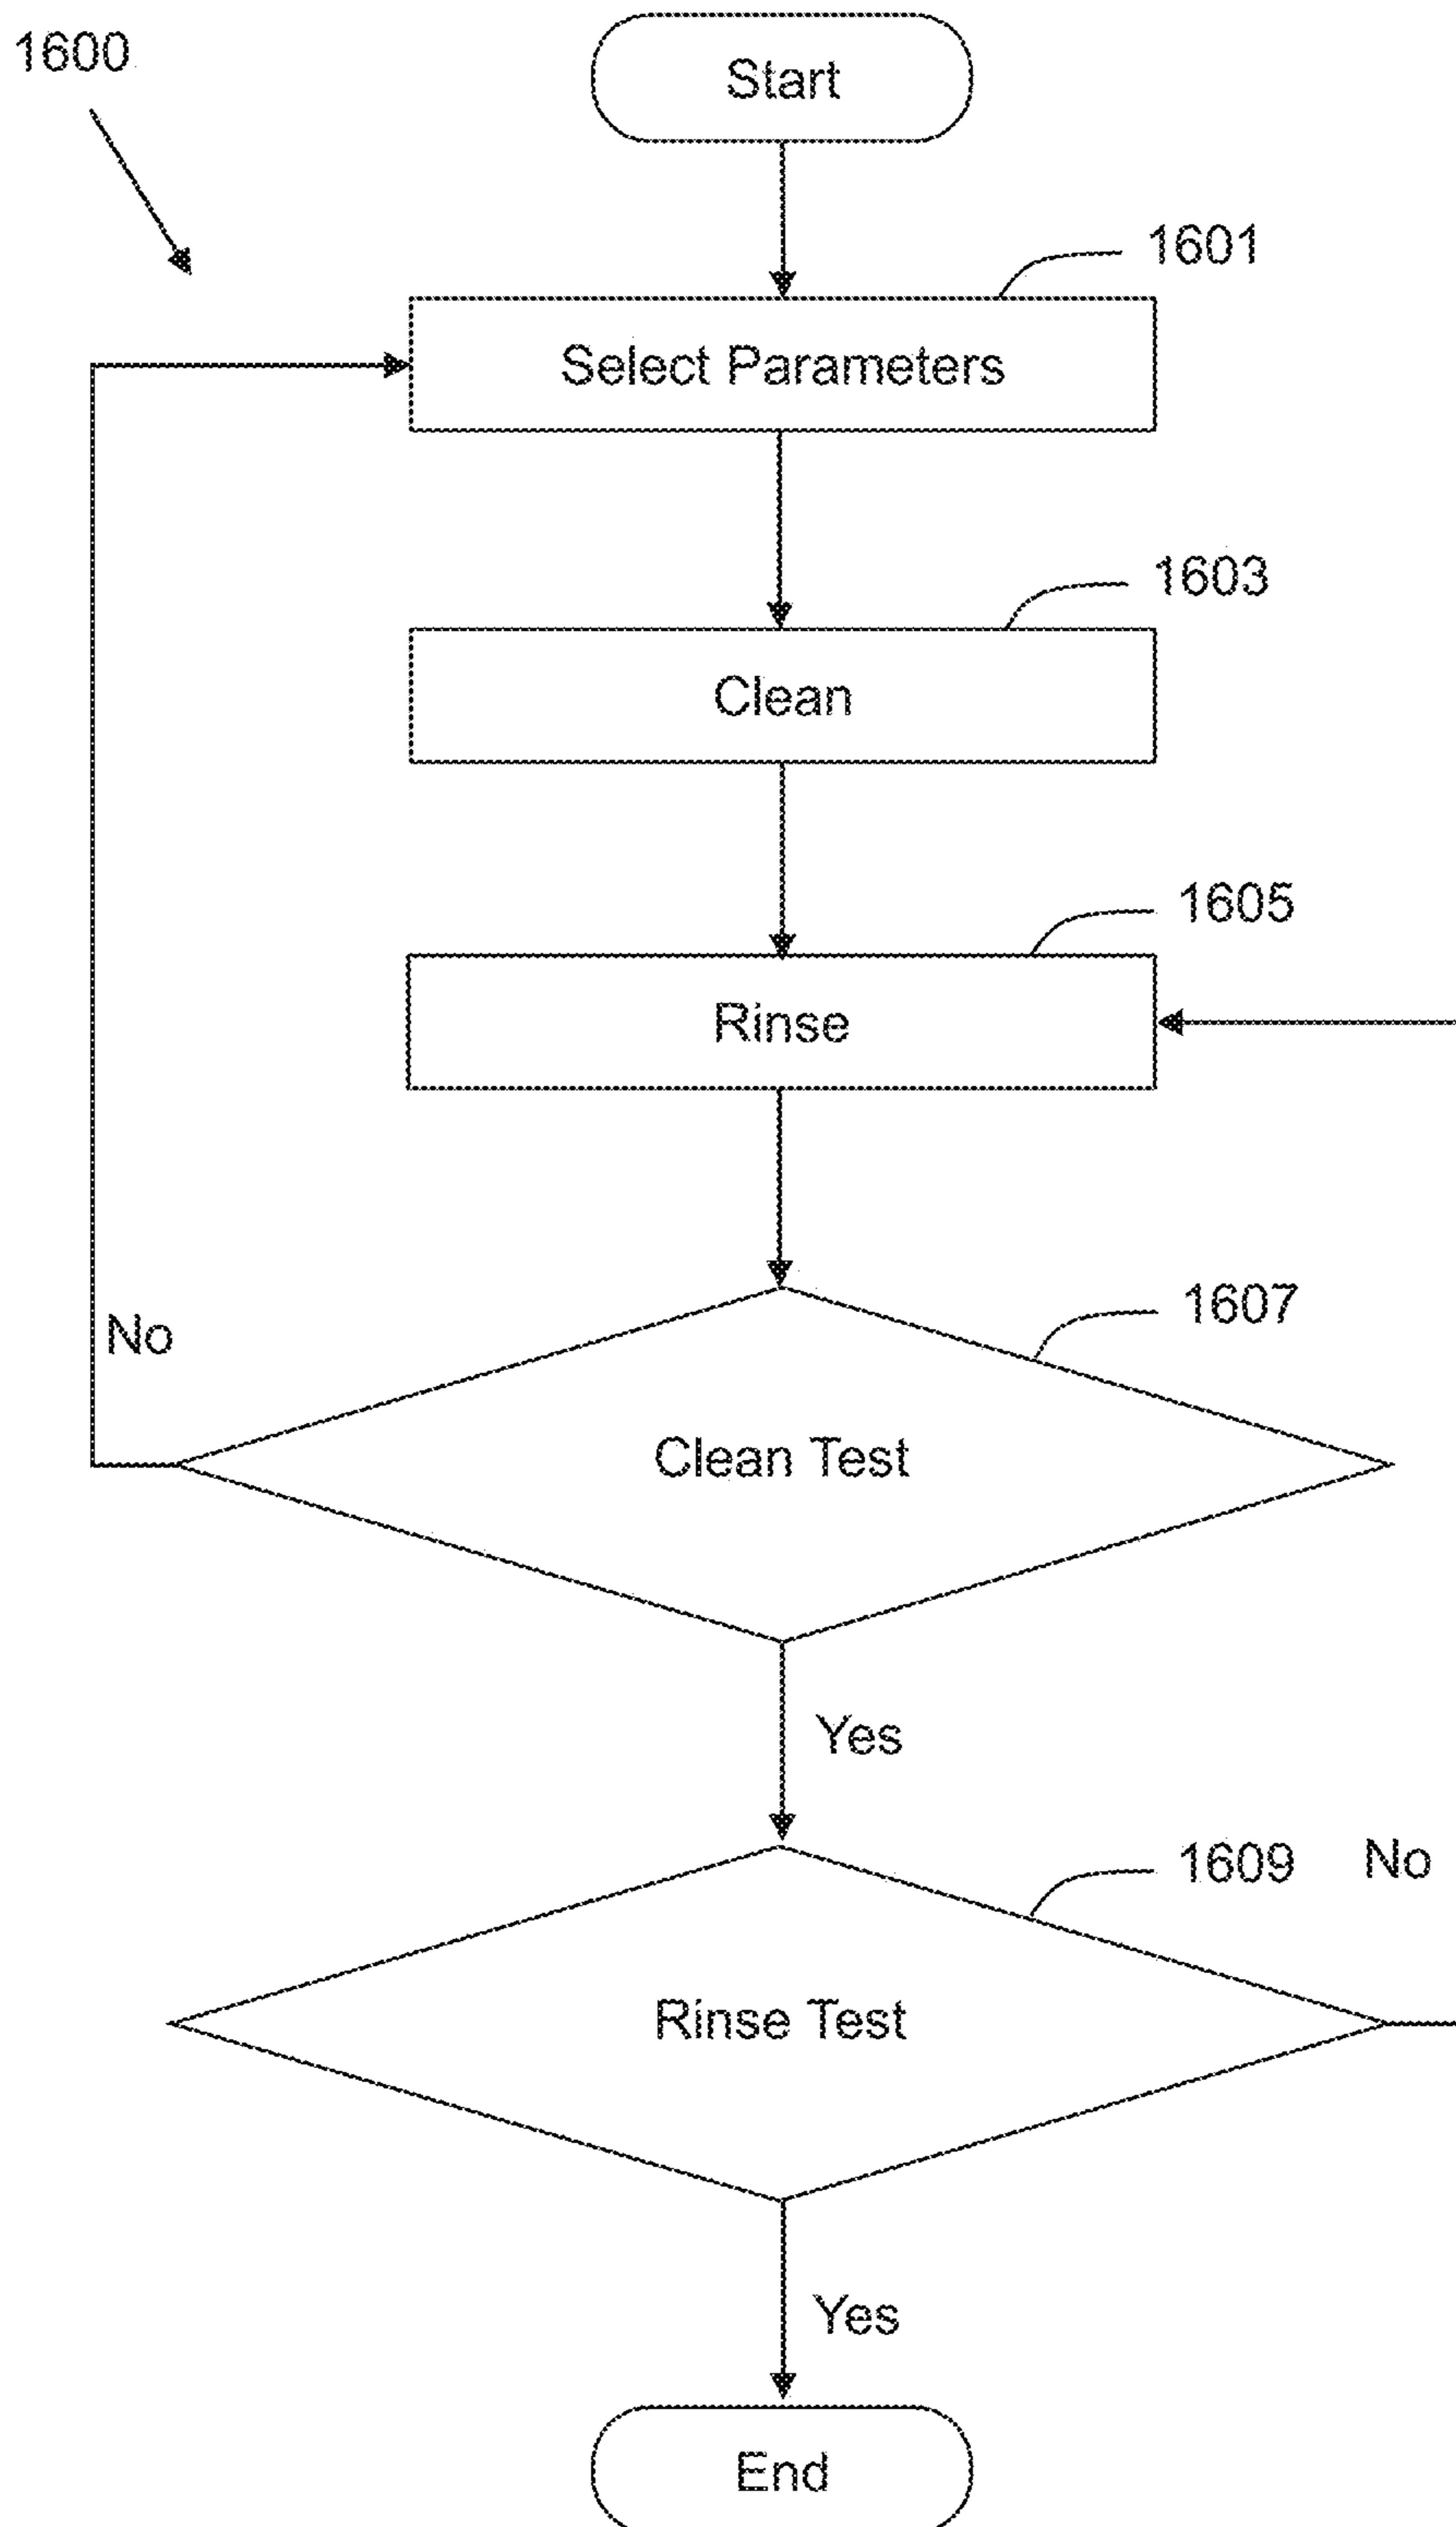 1600
Start
1601
Select Parameters
1603
Clean
1605
Rinse
1607
No
Clean Test
Yes
1609
No
Rinse Test
Yes
End